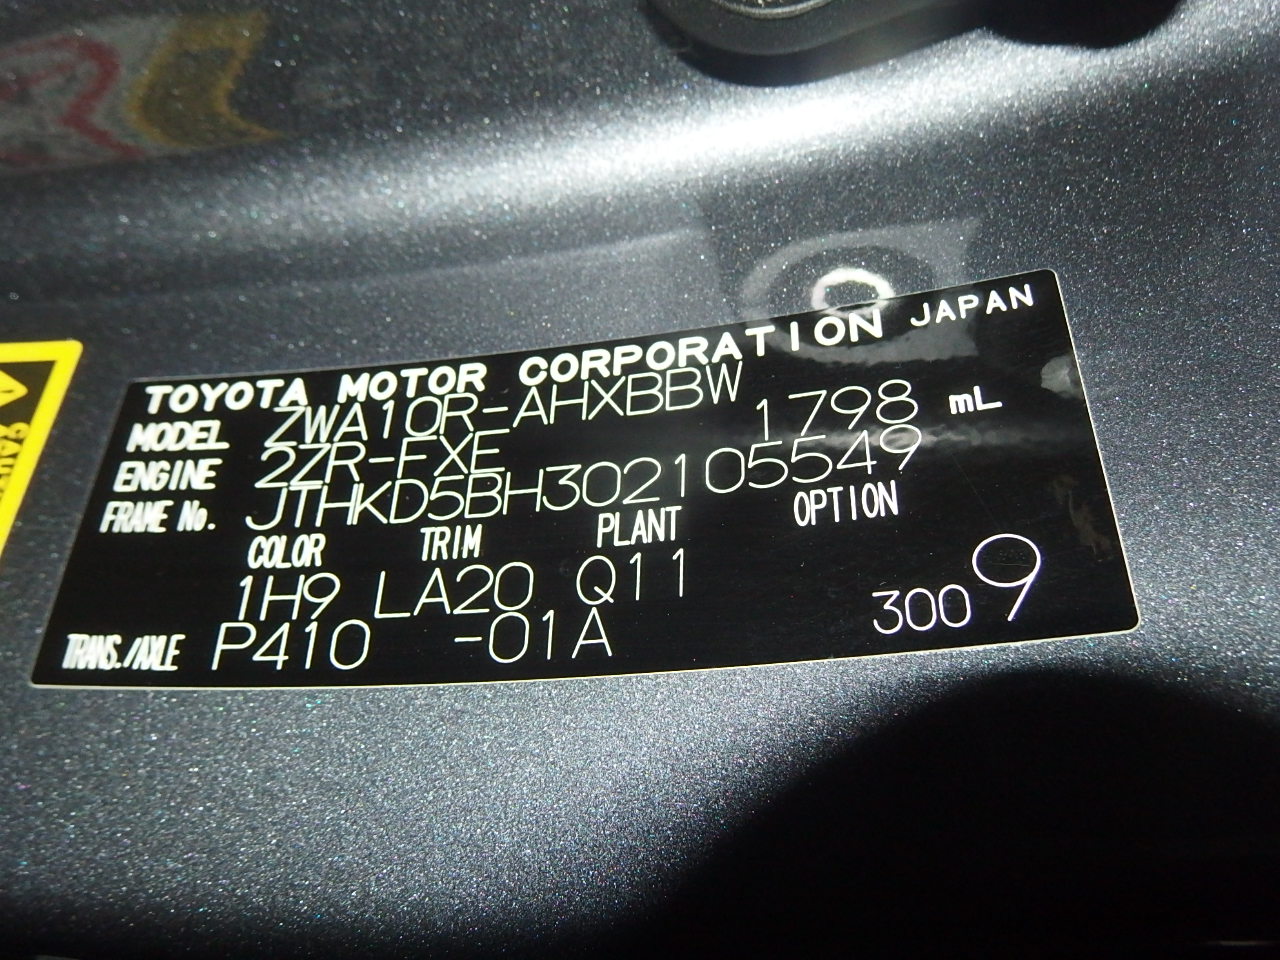 TOYOTA MOTOR CORPORATION JAPAN
MODEL ZWA10R-AHXBBW
ENGINE 2ZR-FXE 1798 mL
FRAME No. JTHKD5BH302105549
COLOR TRIM PLANT OPTION
1H9 LA20 Q11
TRANS./AXLE P410 -01A 3009